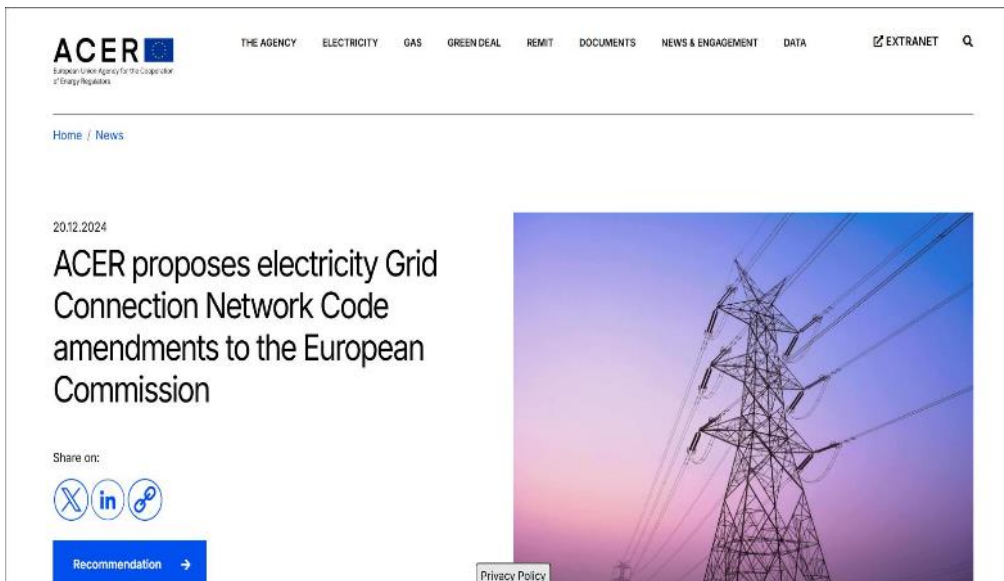 ACER
European Union Agency for the Cooperation
of Energy Regulators
THE AGENCY ELECTRICITY GAS GREEN DEAL REMIT DOCUMENTS NEWS & ENGAGEMENT DATA EXTRANET
Home / News
20.12.2024
ACER proposes electricity Grid
Connection Network Code
amendments to the European
Commission
Share on:
in
Recommendation →
Privacy Policy